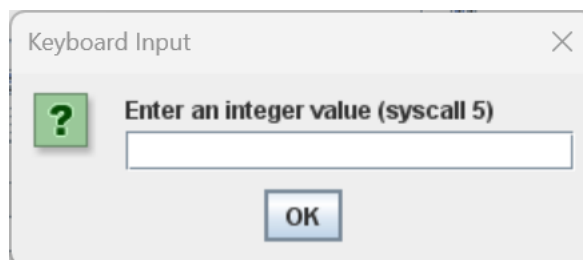 Keyboard Input
Enter an integer value (syscall 5)
?
OK